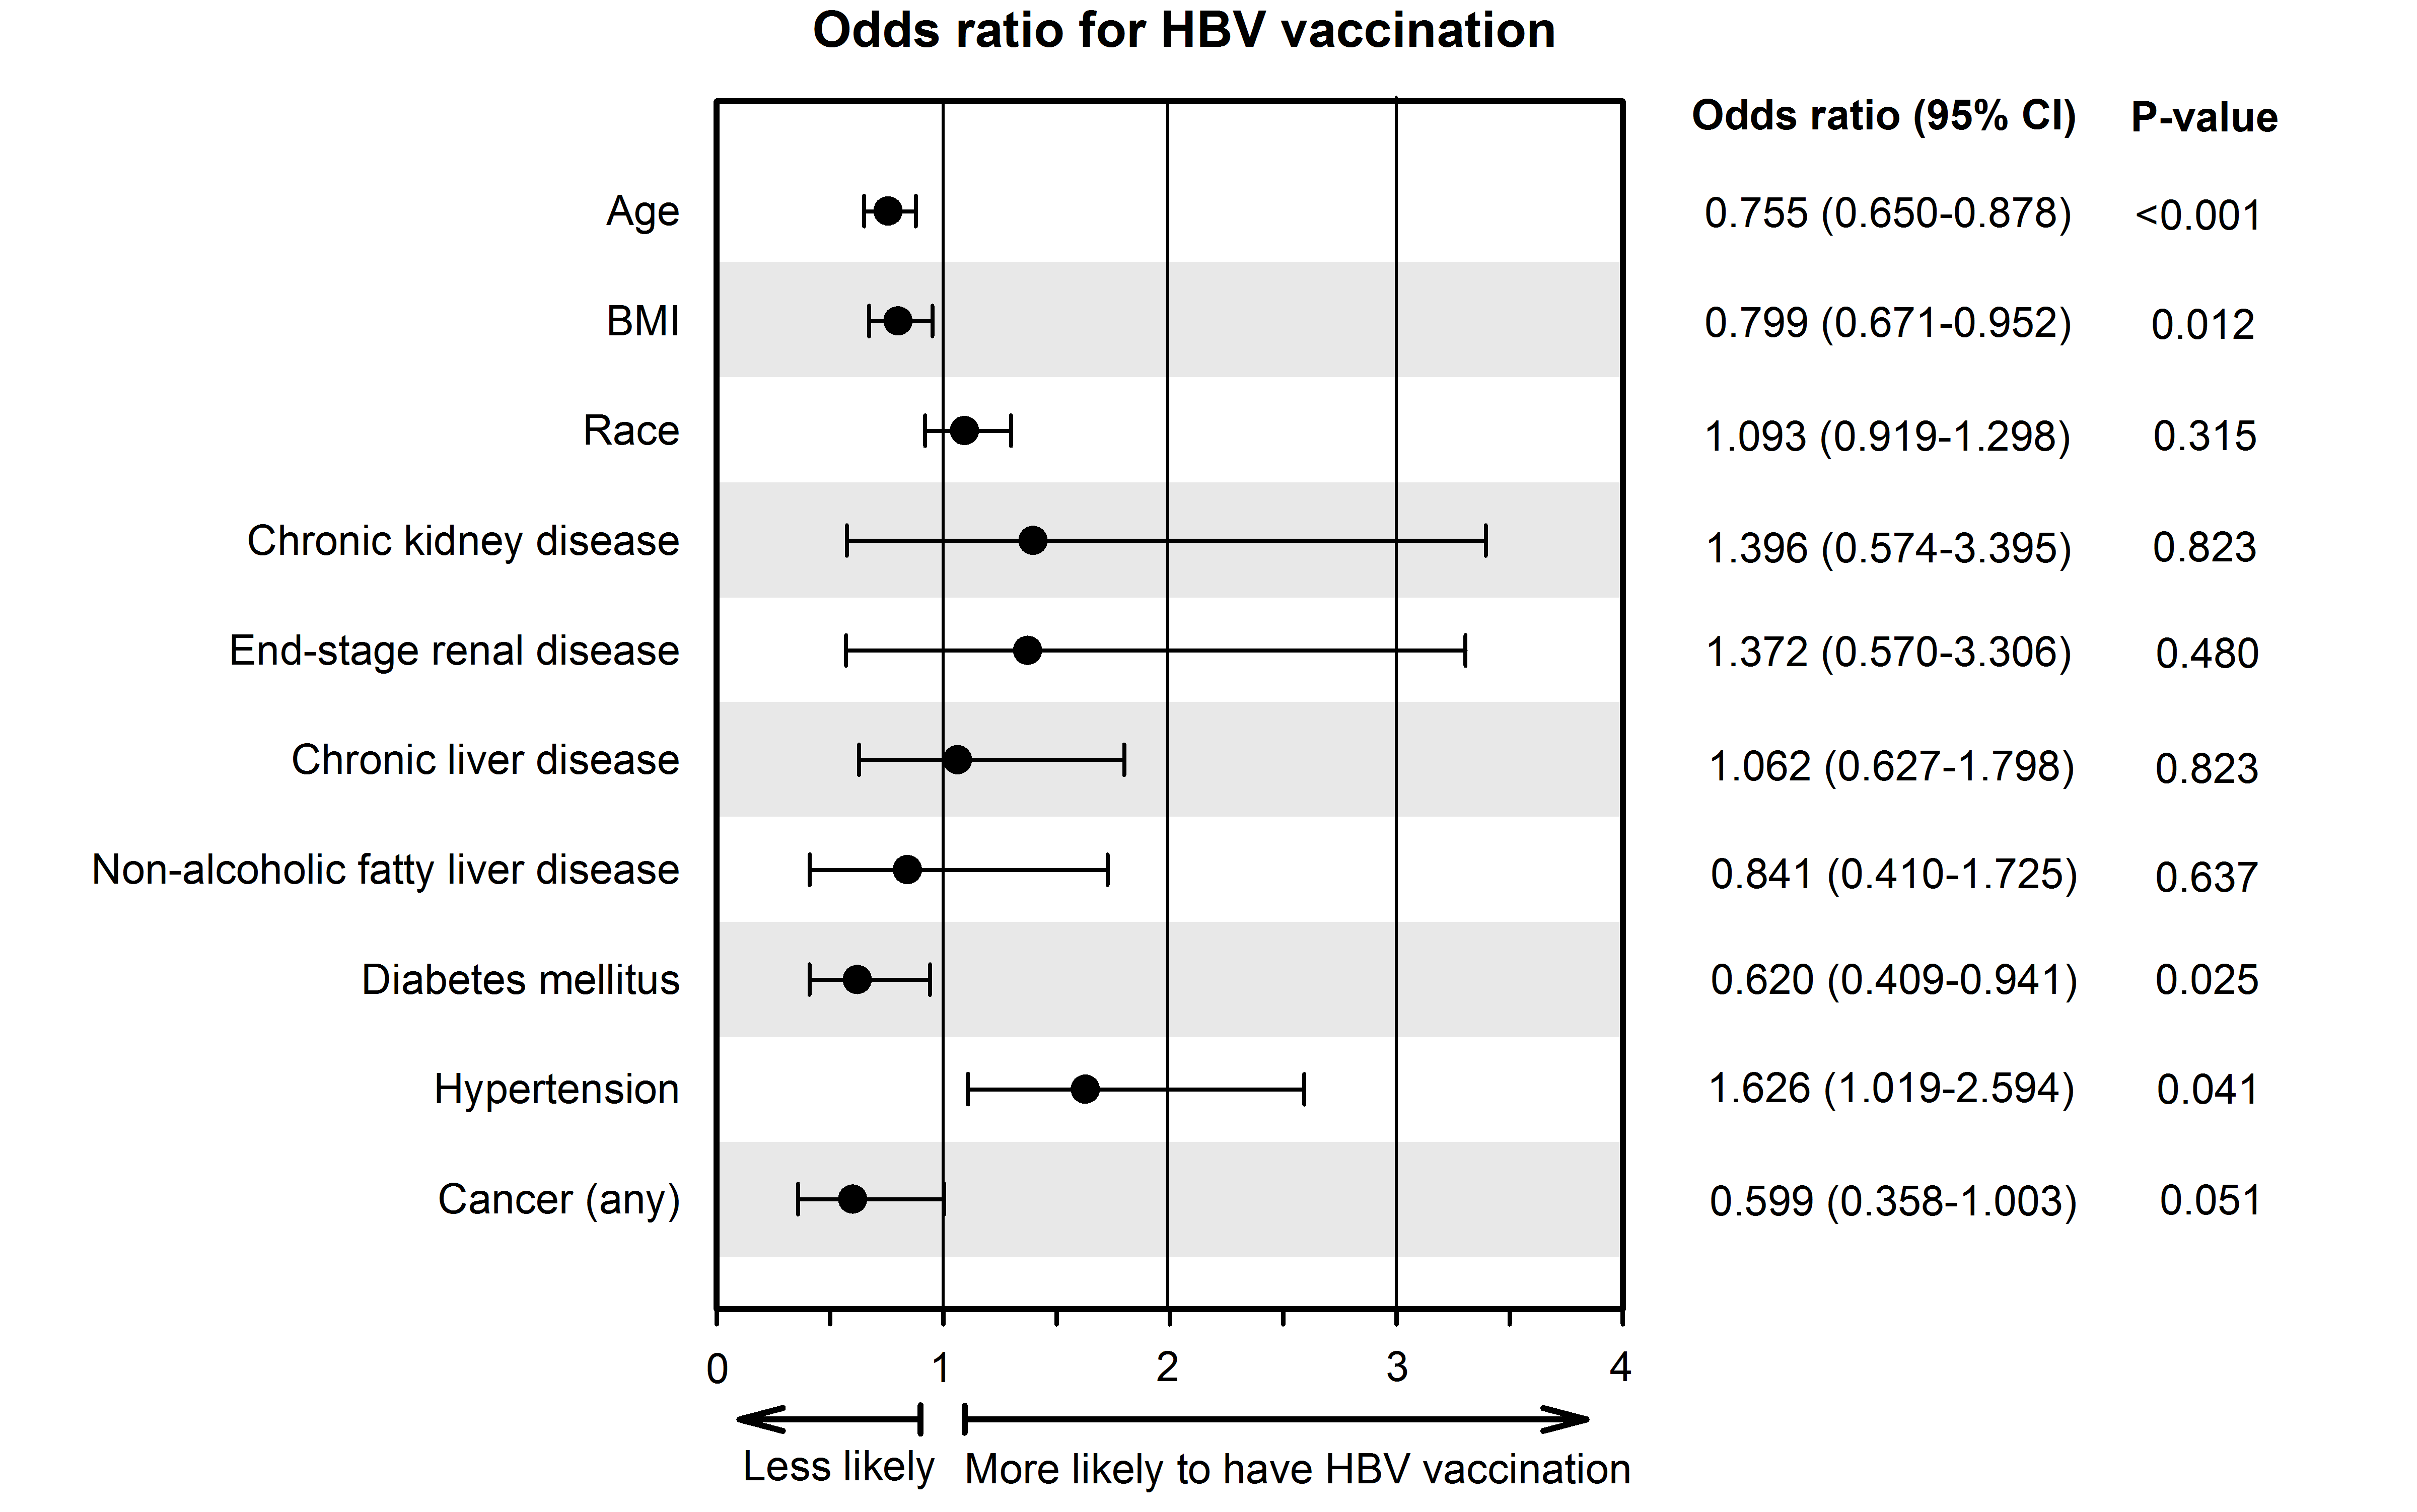 Odds ratio for HBV vaccination
Odds ratio (95% CI) P-value
Age 0.755 (0.650-0.878) <0.001
BMI 0.799 (0.671-0.952) 0.012
Race 1.093 (0.919-1.298) 0.315
Chronic kidney disease 1.396 (0.574-3.395) 0.823
End-stage renal disease 1.372 (0.570-3.306) 0.480
Chronic liver disease 1.062 (0.627-1.798) 0.823
Non-alcoholic fatty liver disease 0.841 (0.410-1.725) 0.637
Diabetes mellitus 0.620 (0.409-0.941) 0.025
Hypertension 1.626 (1.019-2.594) 0.041
Cancer (any) 0.599 (0.358-1.003) 0.051
0 1 2 3 4
Less likely More likely to have HBV vaccination